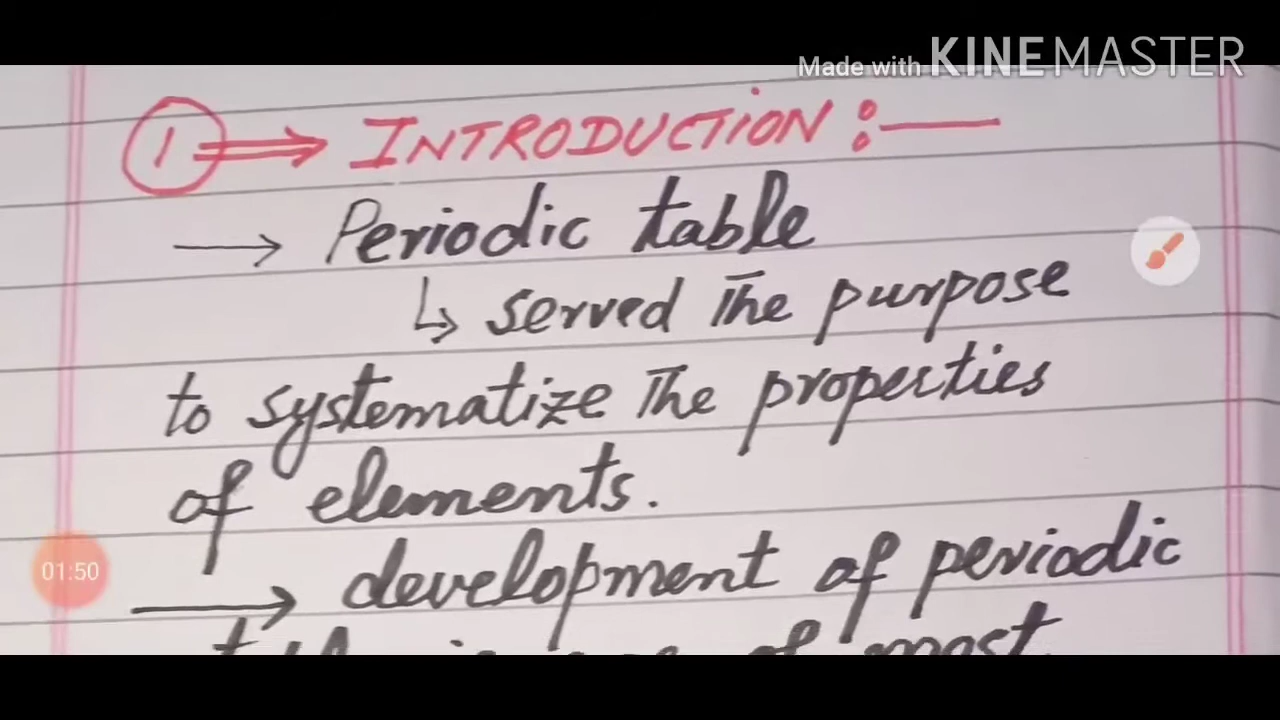 Made with KINEMASTER
1 ⟹ INTRODUCTION :—
→ Periodic table
↳ served The purpose
to systematize The properties
of elements.
01:50
→ development of periodic
most